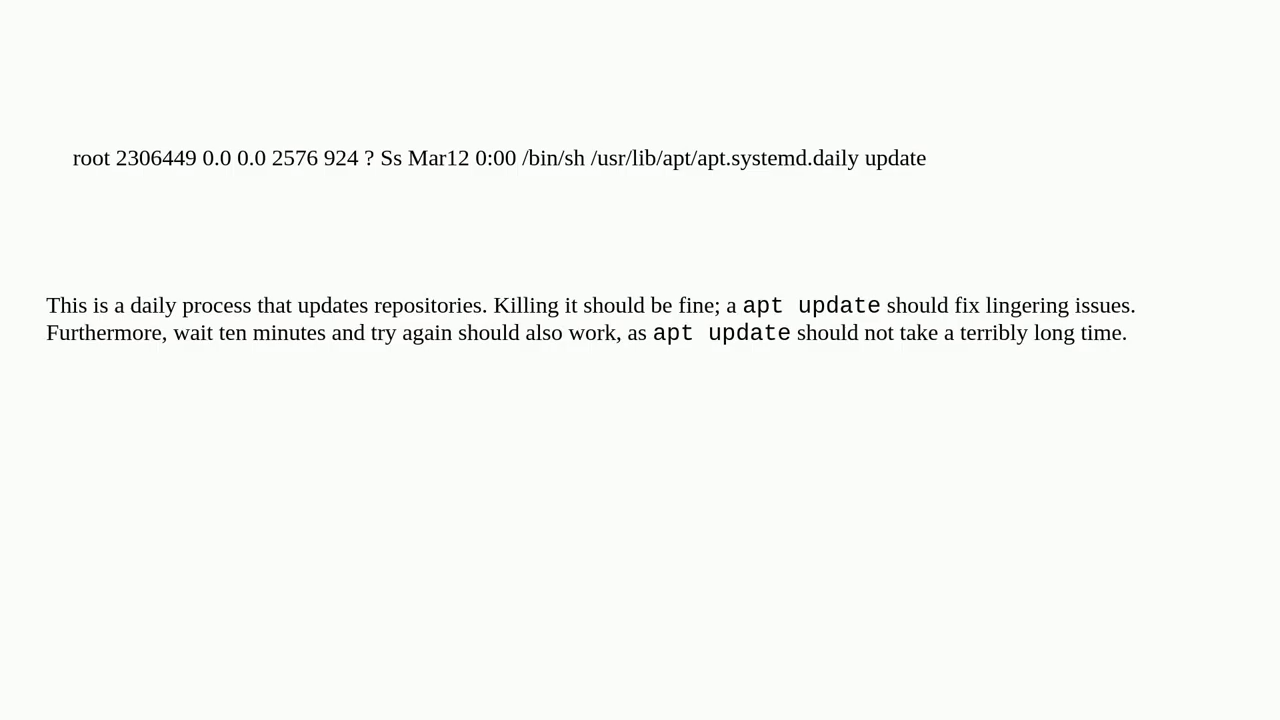 root 2306449 0.0 0.0 2576 924 ? Ss Mar12 0:00 /bin/sh /usr/lib/apt/apt.systemd.daily update
This is a daily process that updates repositories. Killing it should be fine; a apt update should fix lingering issues.
Furthermore, wait ten minutes and try again should also work, as apt update should not take a terribly long time.